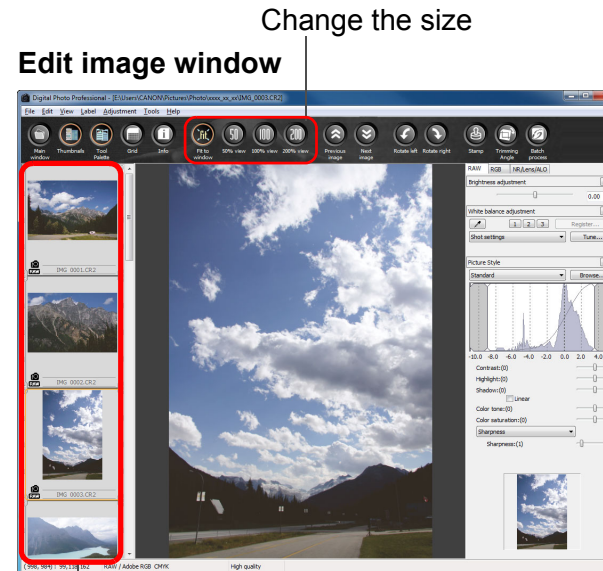 Change the size
Edit image window
Digital Photo Professional - [E:\Users\CANON\Pictures\Photo\xxxx_xx_xx\IMG_0003.CR2]
File Edit View Label Adjustment Tools Help
50 100 200
Main window Thumbnails Tool Palette Grid Info Fit to window 50% view 100% view 200% view Previous image Next image Rotate left Rotate right Stamp Trimming Angle Batch process
RAW RGB NR/Lens/ALO
Brightness adjustment
0.00
White balance adjustment
1 2 3 Register...
Shot settings Tune...
Picture Style
Standard Browse...
-10.0 -8.0 -6.0 -4.0 -2.0 0.0 2.0 4.0
Contrast:(0)
Highlight:(0)
Shadow:(0)
Linear
Color tone:(0)
Color saturation:(0)
Sharpness
Sharpness:(1)
RAW IMG_0001.CR2
RAW IMG_0002.CR2
RAW IMG_0003.CR2
RAW / Adobe RGB CMYK High quality